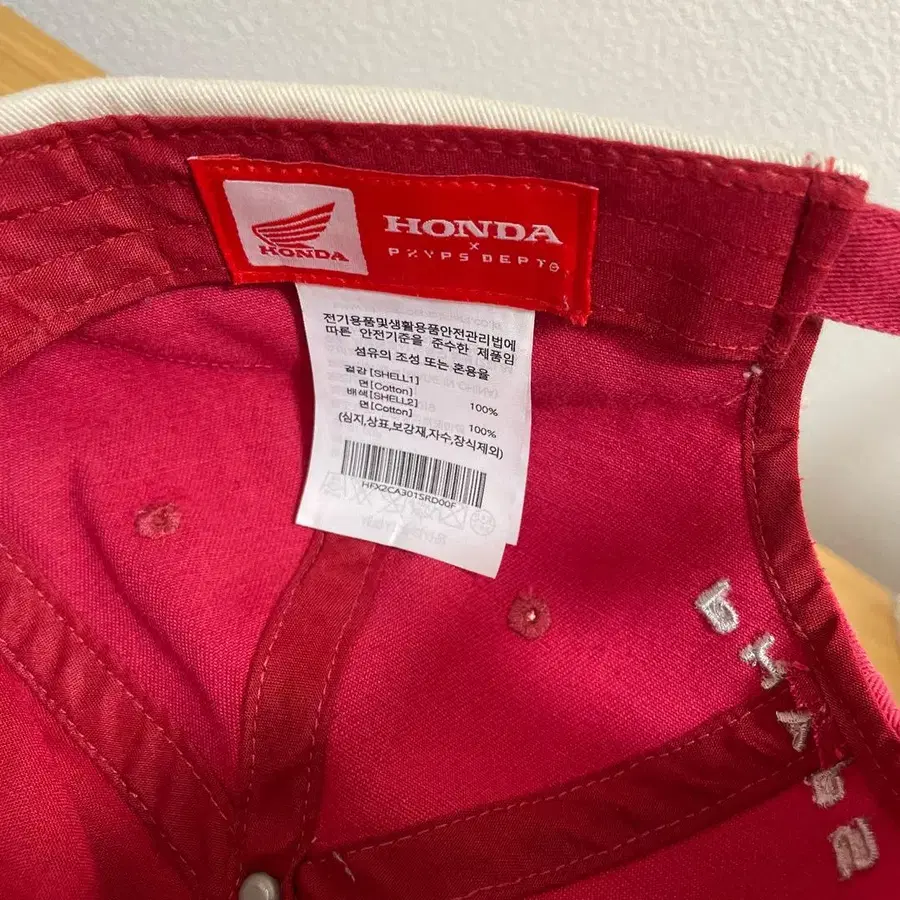 HONDA
HONDA
×
PHYPS DEPT®
전기용품및생활용품안전관리법에
따른 안전기준을 준수한 제품임
섬유의 조성 또는 혼용율
겉감 [SHELL1]
면[Cotton] 100%
배색[SHELL2]
면[Cotton] 100%
(심지,상표,보강재,자수,장식제외)
HFX2CA301SRD00F